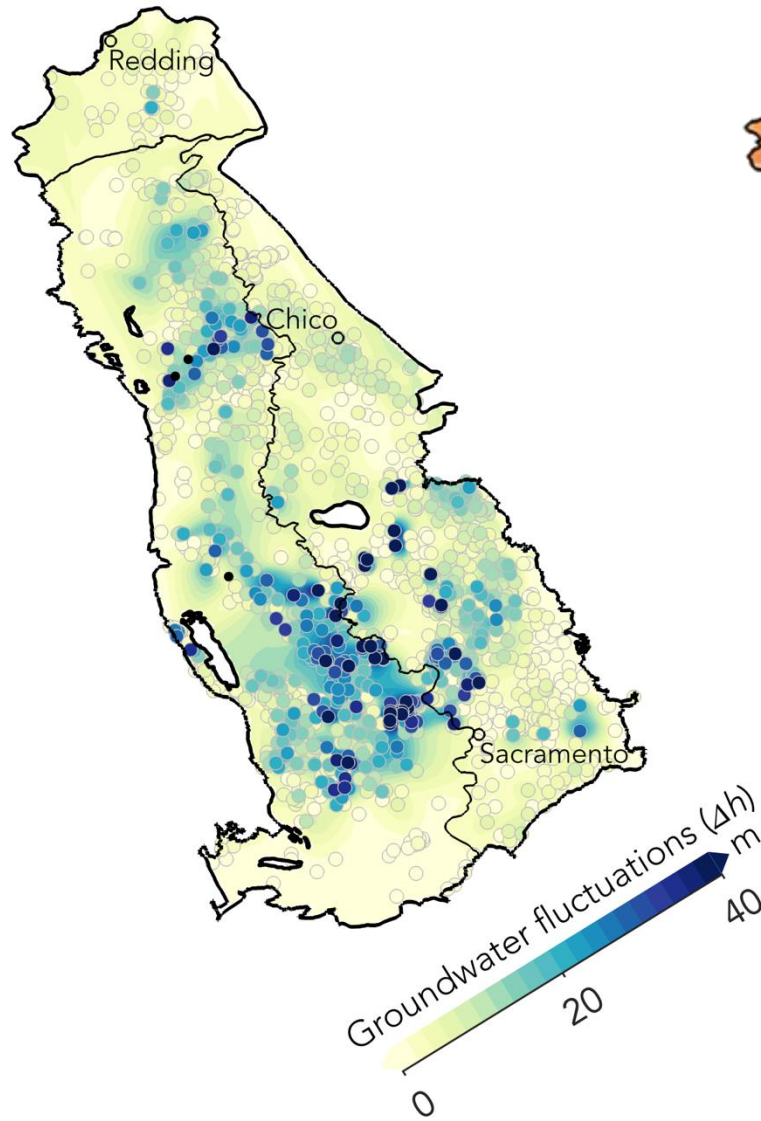 Redding
Chico
Sacramento
Groundwater fluctuations (Δh)
m
0
20
40